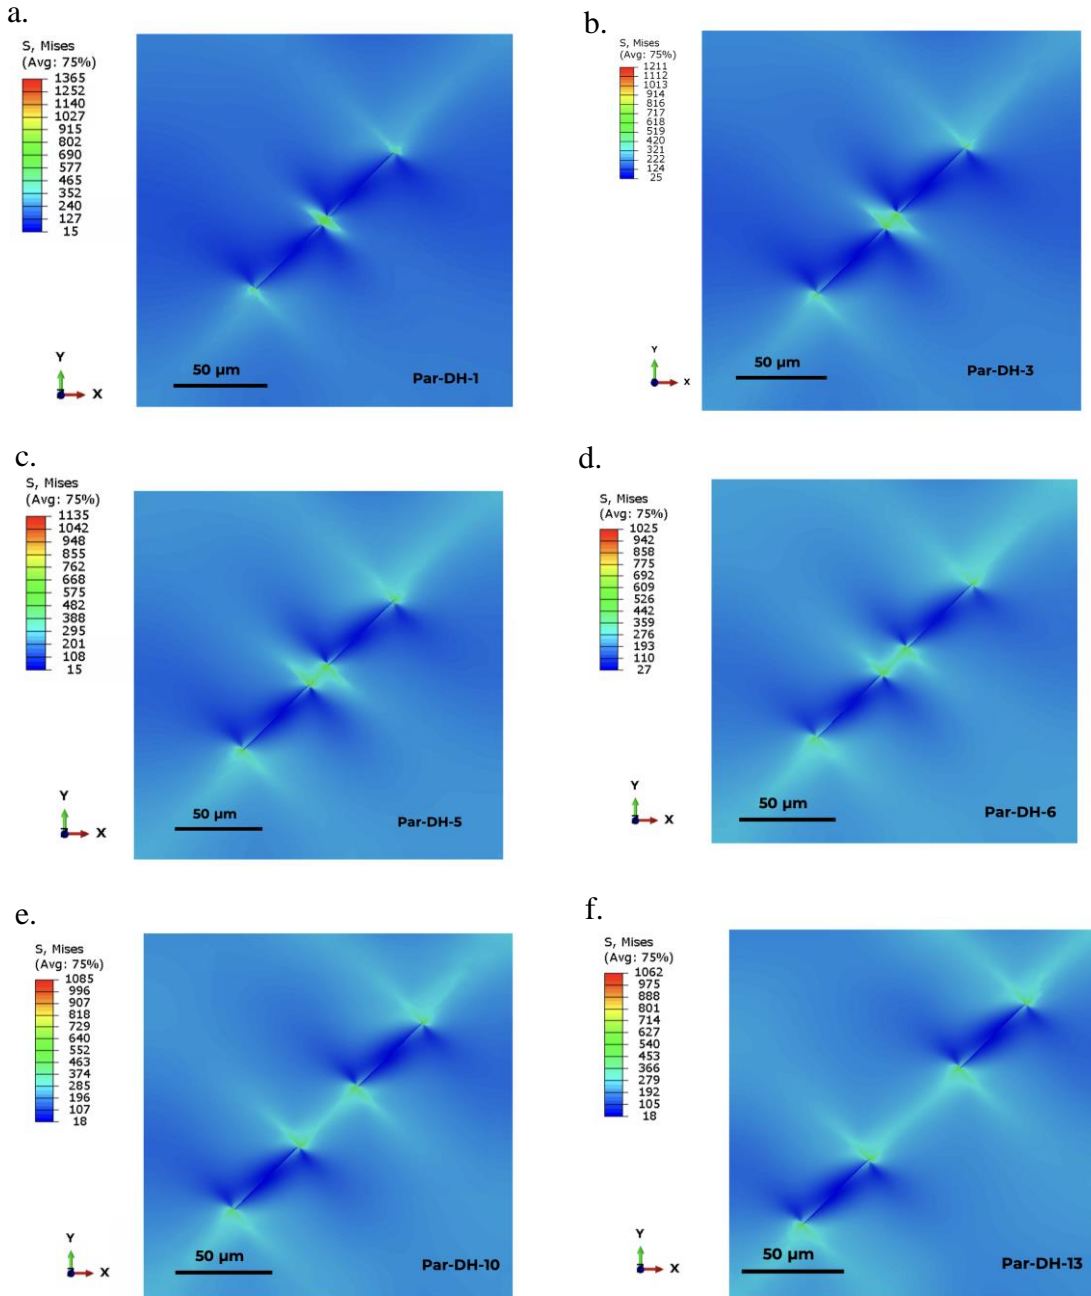 a.
S, Mises
(Avg: 75%)
1365
1252
1140
1027
915
802
690
577
465
352
240
127
15
Y
X
50 µm
Par-DH-1
b.
S, Mises
(Avg: 75%)
1211
1112
1013
914
816
717
618
519
420
321
222
124
25
Y
X
50 µm
Par-DH-3
c.
S, Mises
(Avg: 75%)
1135
1042
948
855
762
668
575
482
388
295
201
108
15
Y
X
50 µm
Par-DH-5
d.
S, Mises
(Avg: 75%)
1025
942
858
775
692
609
526
442
359
276
193
110
27
Y
X
50 µm
Par-DH-6
e.
S, Mises
(Avg: 75%)
1085
996
907
818
729
640
552
463
374
285
196
107
18
Y
X
50 µm
Par-DH-10
f.
S, Mises
(Avg: 75%)
1062
975
888
801
714
627
540
453
366
279
192
105
18
Y
X
50 µm
Par-DH-13